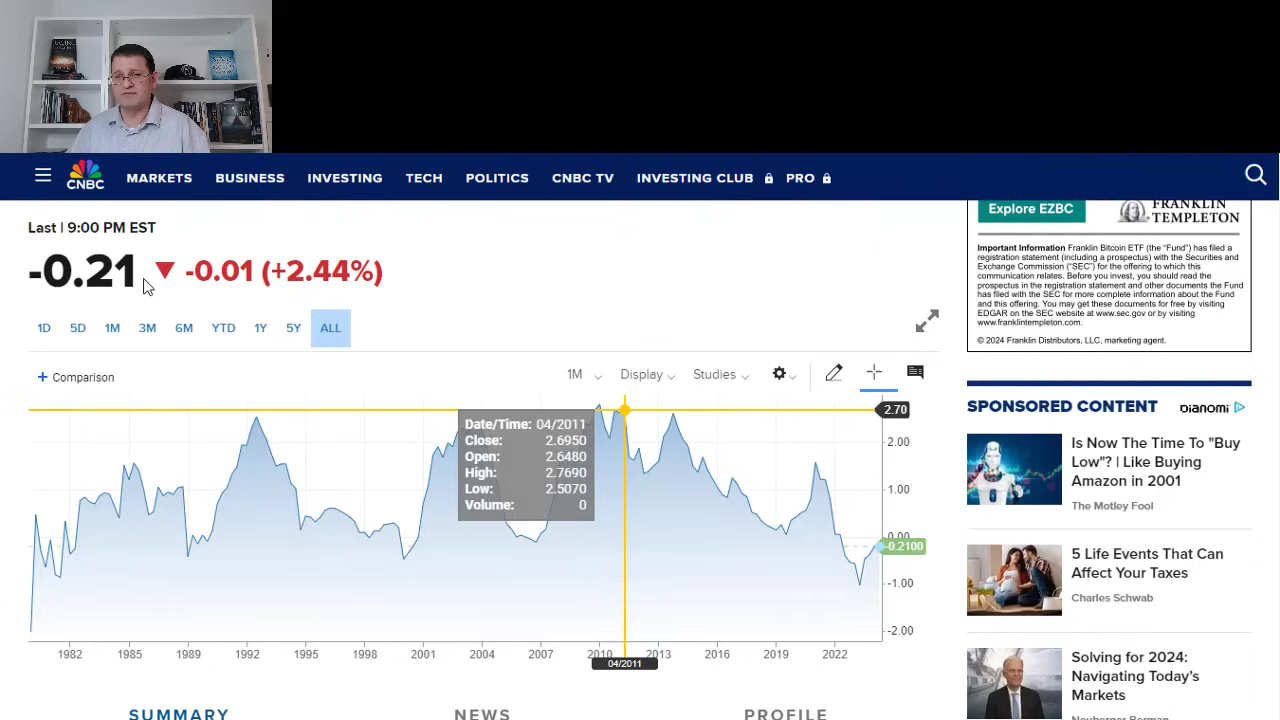 CNBC
MARKETS
BUSINESS
INVESTING
TECH
POLITICS
CNBC TV
INVESTING CLUB
PRO
Last | 9:00 PM EST
-0.21
-0.01 (+2.44%)
1D
5D
1M
3M
6M
YTD
1Y
5Y
ALL
+ Comparison
1M
Display
Studies
Date/Time: 04/2011
Close: 2.6950
Open: 2.6480
High: 2.7690
Low: 2.5070
Volume: 0
2.70
2.00
1.00
0.00
-0.2100
-1.00
-2.00
1982
1985
1989
1992
1995
1998
2001
2004
2007
2010
2013
2016
2019
2022
04/2011
SUMMARY
NEWS
PROFILE
Explore EZBC
FRANKLIN
TEMPLETON
Important Information Franklin Bitcoin ETF (the “Fund”) has filed a
registration statement (including a prospectus) with the Securities and
Exchange Commission (“SEC”) for the offering to which this
communication relates. Before you invest, you should read the
prospectus in the registration statement and other documents the Fund
has filed with the SEC for more complete information about the Fund
and this offering. You may get these documents for free by visiting
EDGAR on the SEC website at www.sec.gov or by visiting
www.franklintempleton.com.
© 2024 Franklin Distributors, LLC, marketing agent.
SPONSORED CONTENT
dianomi
Is Now The Time To "Buy
Low"? | Like Buying
Amazon in 2001
The Motley Fool
5 Life Events That Can
Affect Your Taxes
Charles Schwab
Solving for 2024:
Navigating Today’s
Markets
Neuberger Berman